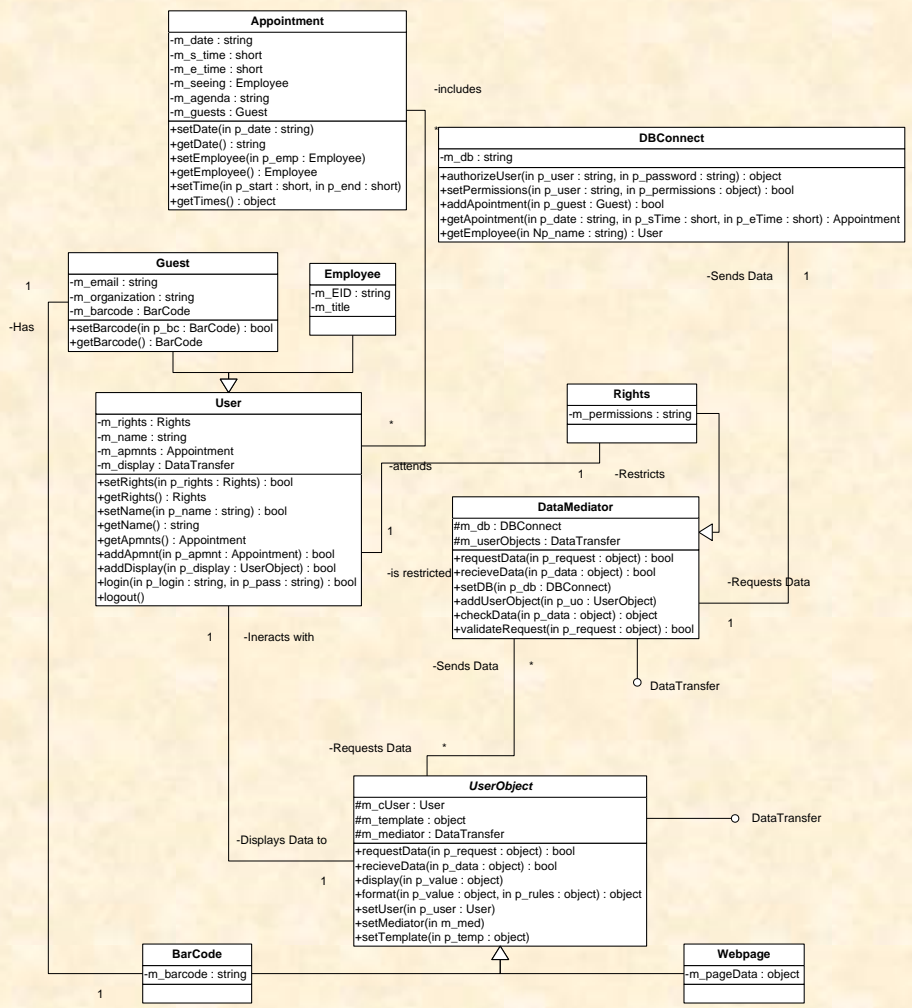 Appointment
-m_date : string
-m_s_time : short
-m_e_time : short
-m_seeing : Employee
-m_agenda : string
-m_guests : Guest
+setDate(in p_date : string)
+getDate() : string
+setEmployee(in p_emp : Employee)
+getEmployee() : Employee
+setTime(in p_start : short, in p_end : short)
+getTimes() : object
-includes
*
DBConnect
-m_db : string
+authorizeUser(in p_user : string, in p_password : string) : object
+setPermissions(in p_user : string, in p_permissions : object) : bool
+addApointment(in p_guest : Guest) : bool
+getApointment(in p_date : string, in p_sTime : short, in p_eTime : short) : Appointment
+getEmployee(in Np_name : string) : User
-Sends Data
1
Guest
-m_email : string
-m_organization : string
-m_barcode : BarCode
+setBarcode(in p_bc : BarCode) : bool
+getBarcode() : BarCode
1
-Has
Employee
-m_EID : string
-m_title
User
-m_rights : Rights
-m_name : string
-m_apmnts : Appointment
-m_display : DataTransfer
+setRights(in p_rights : Rights) : bool
+getRights() : Rights
+setName(in p_name : string) : bool
+getName() : string
+getApmnts() : Appointment
+addApmnt(in p_apmnt : Appointment) : bool
+addDisplay(in p_display : UserObject) : bool
+login(in p_login : string, in p_pass : string) : bool
+logout()
*
-attends
1
-is restricted
Rights
-m_permissions : string
1
-Restricts
DataMediator
#m_db : DBConnect
#m_userObjects : DataTransfer
+requestData(in p_request : object) : bool
+recieveData(in p_data : object) : bool
+setDB(in p_db : DBConnect)
+addUserObject(in p_uo : UserObject)
+checkData(in p_data : object) : object
+validateRequest(in p_request : object) : bool
-Requests Data
1
1
-Ineracts with
-Sends Data
*
DataTransfer
-Requests Data
*
UserObject
#m_cUser : User
#m_template : object
#m_mediator : DataTransfer
+requestData(in p_request : object) : bool
+recieveData(in p_data : object) : bool
+display(in p_value : object)
+format(in p_value : object, in p_rules : object) : object
+setUser(in p_user : User)
+setMediator(in m_med)
+setTemplate(in p_temp : object)
DataTransfer
-Displays Data to
1
BarCode
-m_barcode : string
1
Webpage
-m_pageData : object